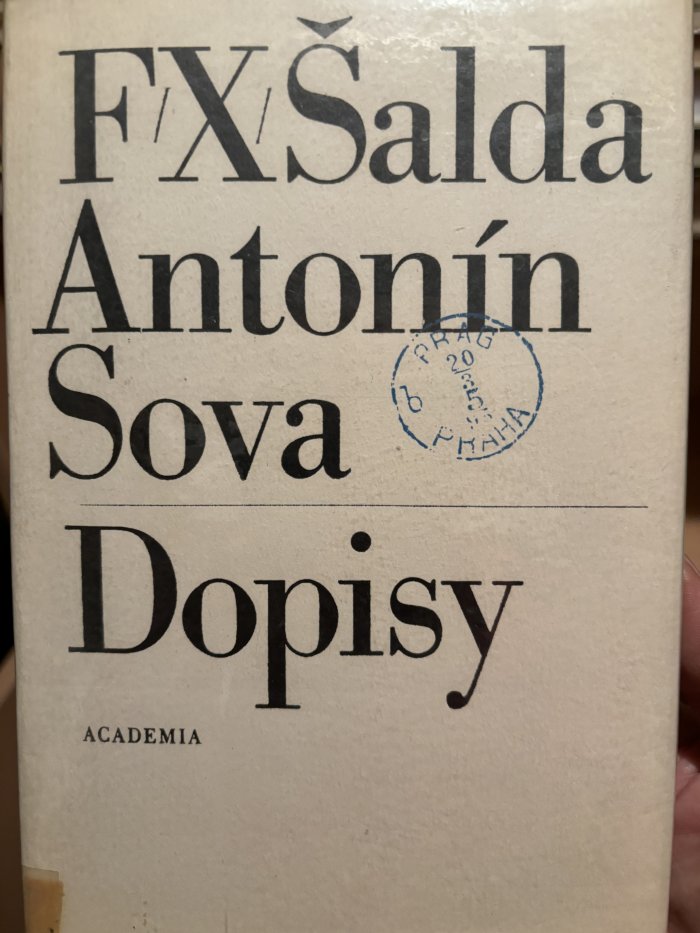 F/X/Šalda
Antonín
Sova
PRAG
20
PRAHA
Dopisy
ACADEMIA